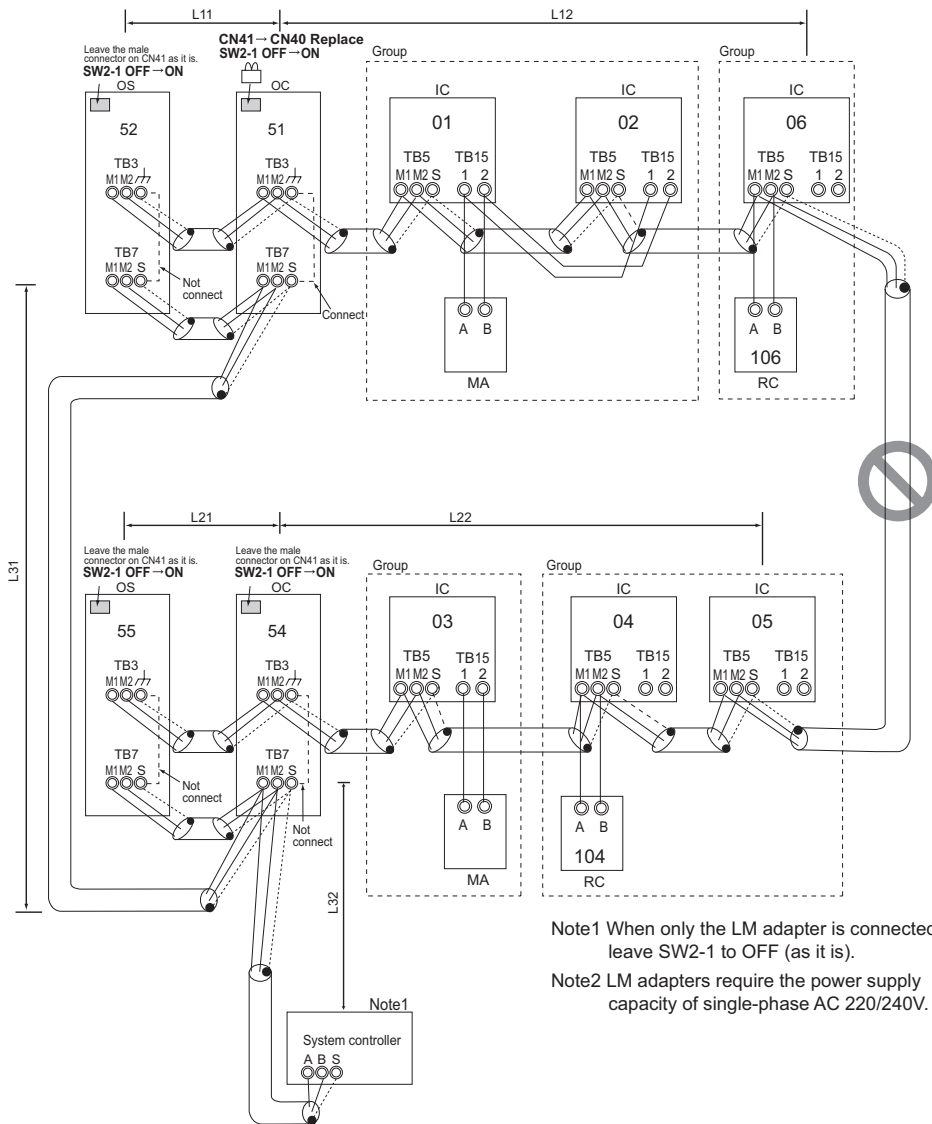 L11
L12
CN41→CN40 Replace
SW2-1 OFF→ON
Leave the male
connector on CN41 as it is.
SW2-1 OFF→ON
Group
Group
OS
OC
IC
IC
IC
52
51
01
02
06
TB3
TB3
TB5
TB15
TB5
TB15
TB5
TB15
M1 M2
M1 M2
M1 M2 S
1 2
M1 M2 S
1 2
M1 M2 S
1 2
TB7
TB7
M1 M2 S
M1 M2 S
Not
connect
Connect
A B
MA
A B
106
RC
L31
L21
L22
Leave the male
connector on CN41 as it is.
SW2-1 OFF→ON
Leave the male
connector on CN41 as it is.
SW2-1 OFF→ON
Group
Group
OS
OC
IC
IC
IC
55
54
03
04
05
TB3
TB3
TB5
TB15
TB5
TB15
TB5
TB15
M1 M2
M1 M2
M1 M2 S
1 2
M1 M2 S
1 2
M1 M2 S
1 2
TB7
TB7
M1 M2 S
M1 M2 S
Not
connect
Not
connect
A B
MA
A B
104
RC
L32
Note1 When only the LM adapter is connected
leave SW2-1 to OFF (as it is).
Note2 LM adapters require the power supply
capacity of single-phase AC 220/240V.
Note1
System controller
A B S